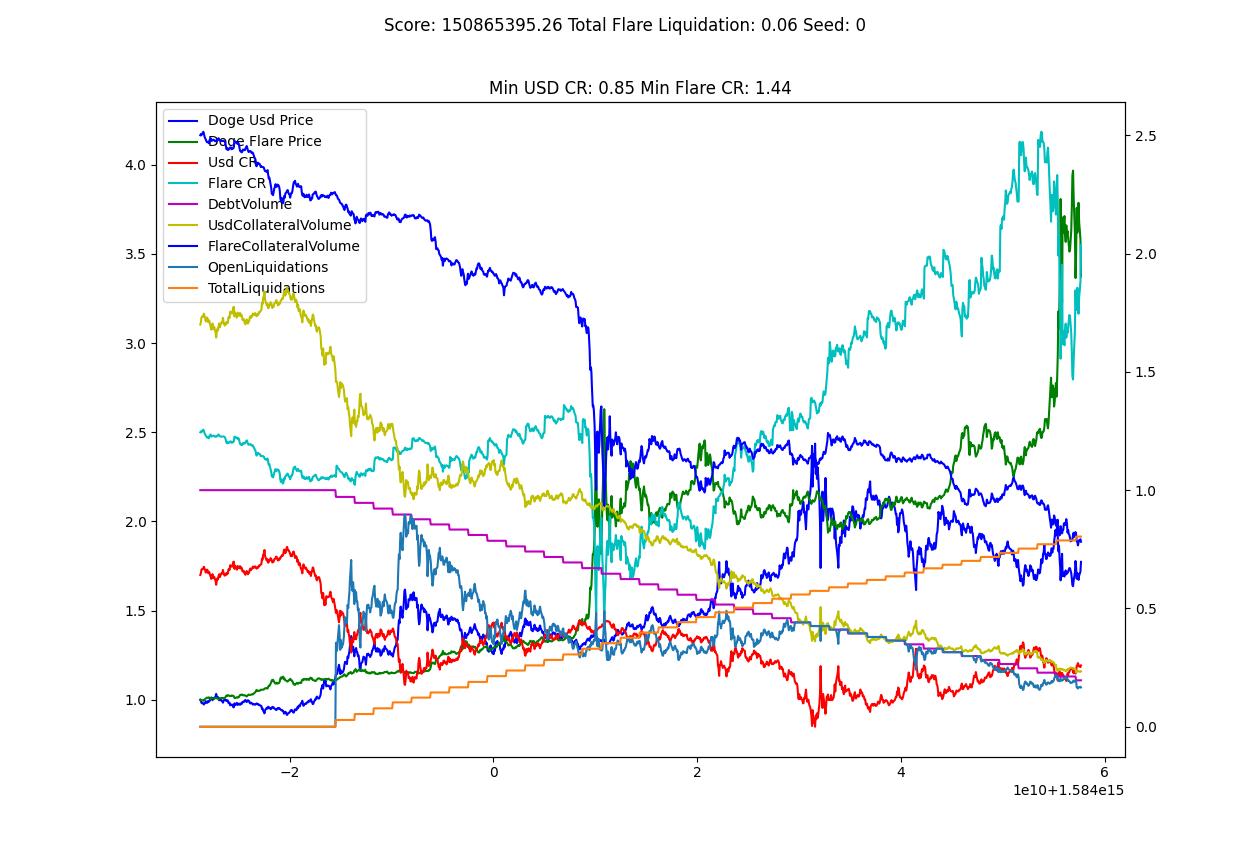 Score: 150865395.26 Total Flare Liquidation: 0.06 Seed: 0
Min USD CR: 0.85 Min Flare CR: 1.44
Doge Usd Price
Doge Flare Price
Usd CR
Flare CR
DebtVolume
UsdCollateralVolume
FlareCollateralVolume
OpenLiquidations
TotalLiquidations
4.0
3.5
3.0
2.5
2.0
1.5
1.0
2.5
2.0
1.5
1.0
0.5
0.0
−2
0
2
4
6
1e10+1.584e15